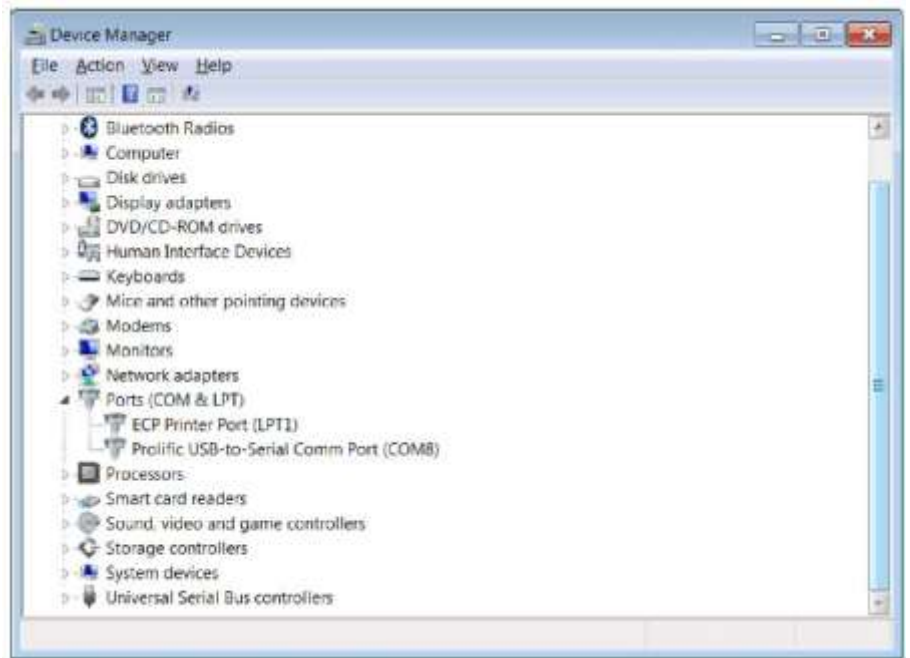 Device Manager
File Action View Help
Bluetooth Radios
Computer
Disk drives
Display adapters
DVD/CD-ROM drives
Human Interface Devices
Keyboards
Mice and other pointing devices
Modems
Monitors
Network adapters
Ports (COM & LPT)
ECP Printer Port (LPT1)
Prolific USB-to-Serial Comm Port (COM8)
Processors
Smart card readers
Sound, video and game controllers
Storage controllers
System devices
Universal Serial Bus controllers